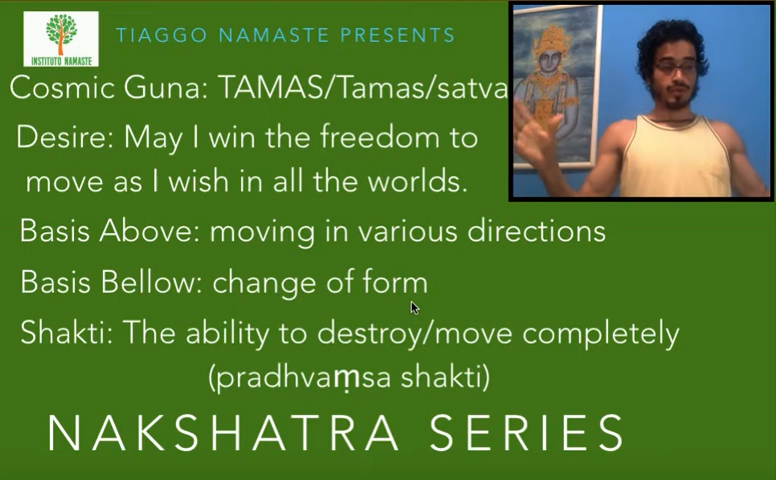 INSTITUTO NAMASTE
TIAGGO NAMASTE PRESENTS
Cosmic Guna: TAMAS/Tamas/satva
Desire: May I win the freedom to
move as I wish in all the worlds.
Basis Above: moving in various directions
Basis Bellow: change of form
Shakti: The ability to destroy/move completely
(pradhvaṃsa shakti)
NAKSHATRA SERIES